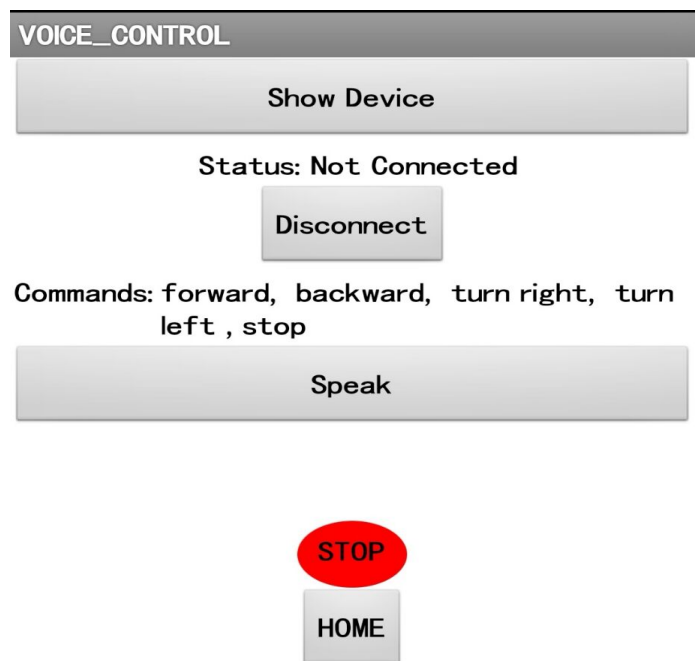 VOICE_CONTROL
Show Device
Status: Not Connected
Disconnect
Commands: forward, backward, turn right, turn
left , stop
Speak
STOP
HOME